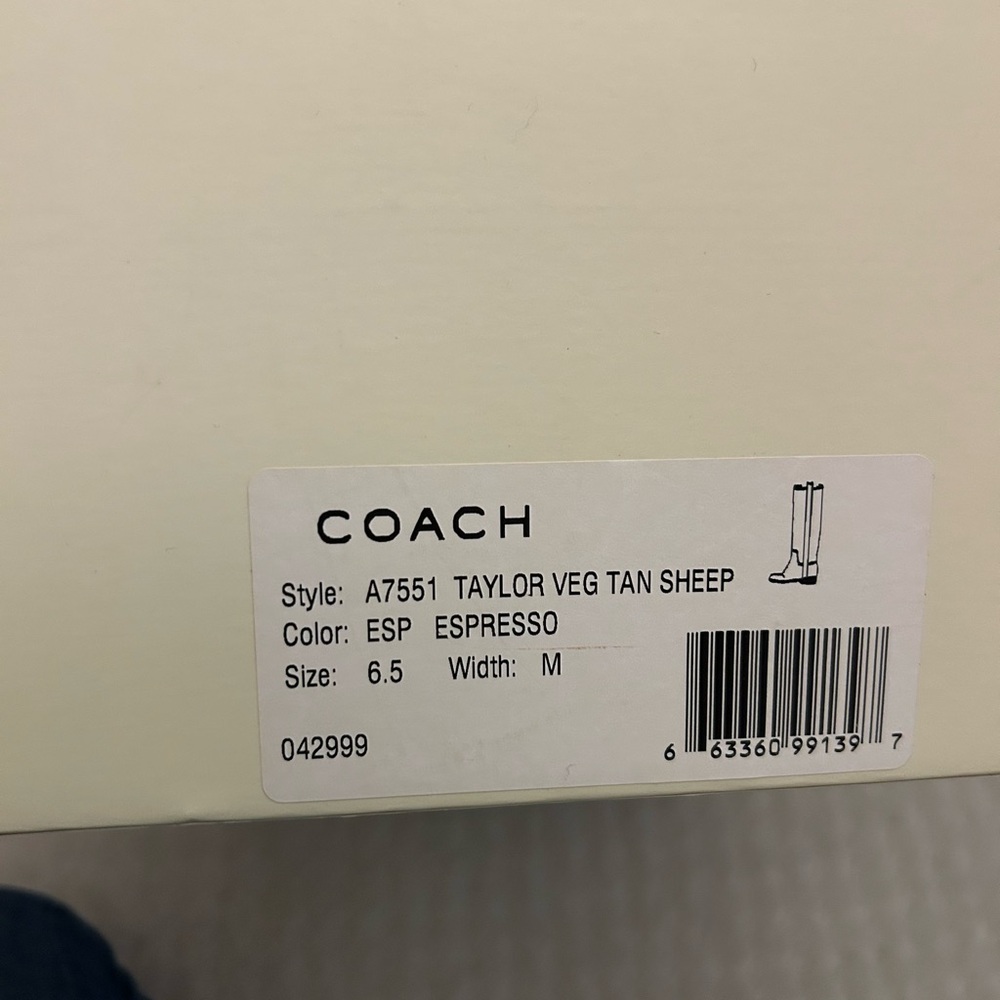 COACH
Style: A7551 TAYLOR VEG TAN SHEEP
Color: ESP ESPRESSO
Size: 6.5 Width: M
042999
6 63360 99139 7